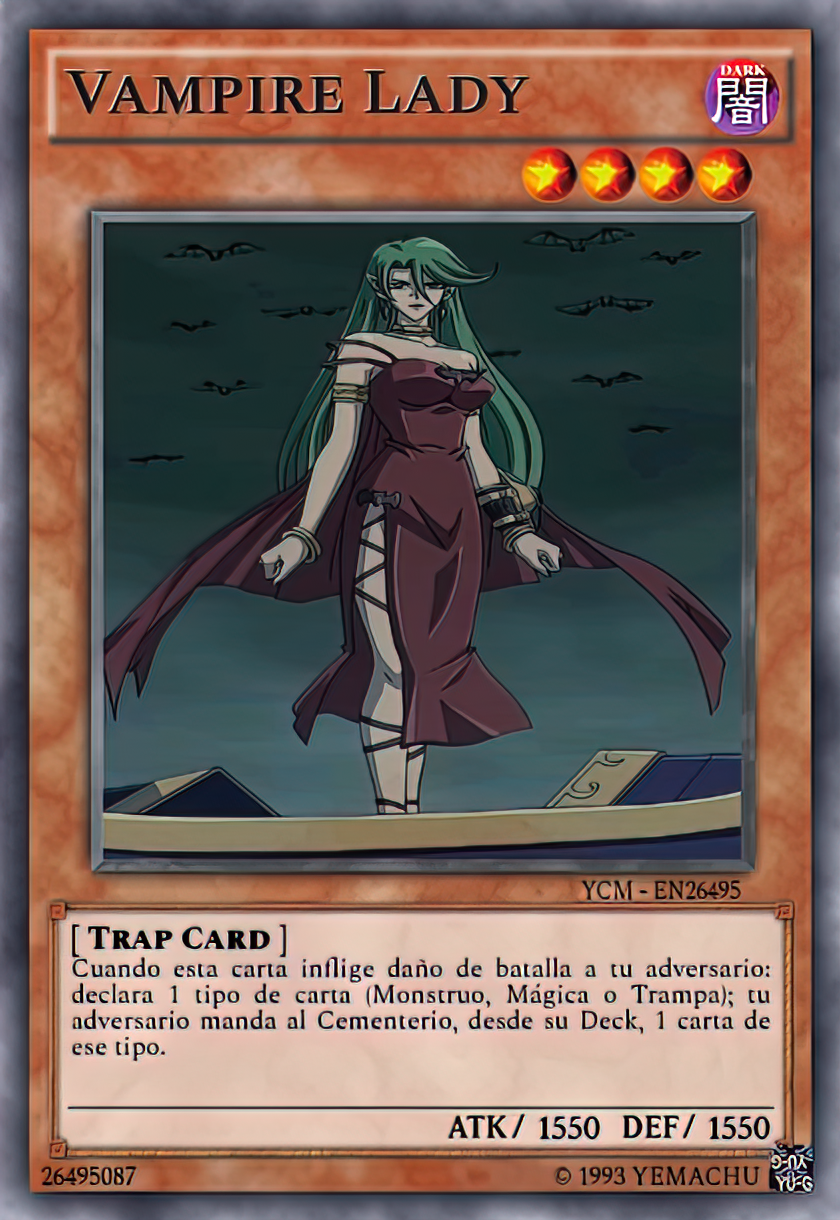 VAMPIRE LADY
DARK
闇
YCM - EN26495
[ TRAP CARD ]
Cuando esta carta inflige daño de batalla a tu adversario:
declara 1 tipo de carta (Monstruo, Mágica o Trampa); tu
adversario manda al Cementerio, desde su Deck, 1 carta de
ese tipo.
ATK/ 1550 DEF/ 1550
26495087
© 1993 YEMACHU